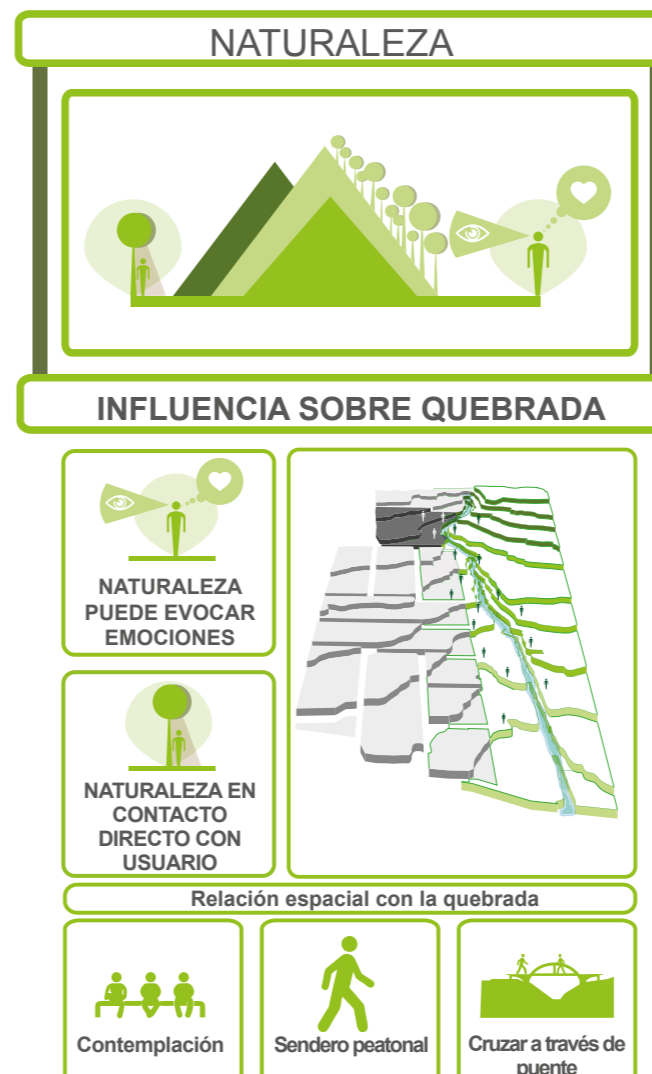 NATURALEZA
INFLUENCIA SOBRE QUEBRADA
NATURALEZA
PUEDE EVOCAR
EMOCIONES
NATURALEZA EN
CONTACTO
DIRECTO CON
USUARIO
Relación espacial con la quebrada
Contemplación
Sendero peatonal
Cruzar a través de
puente